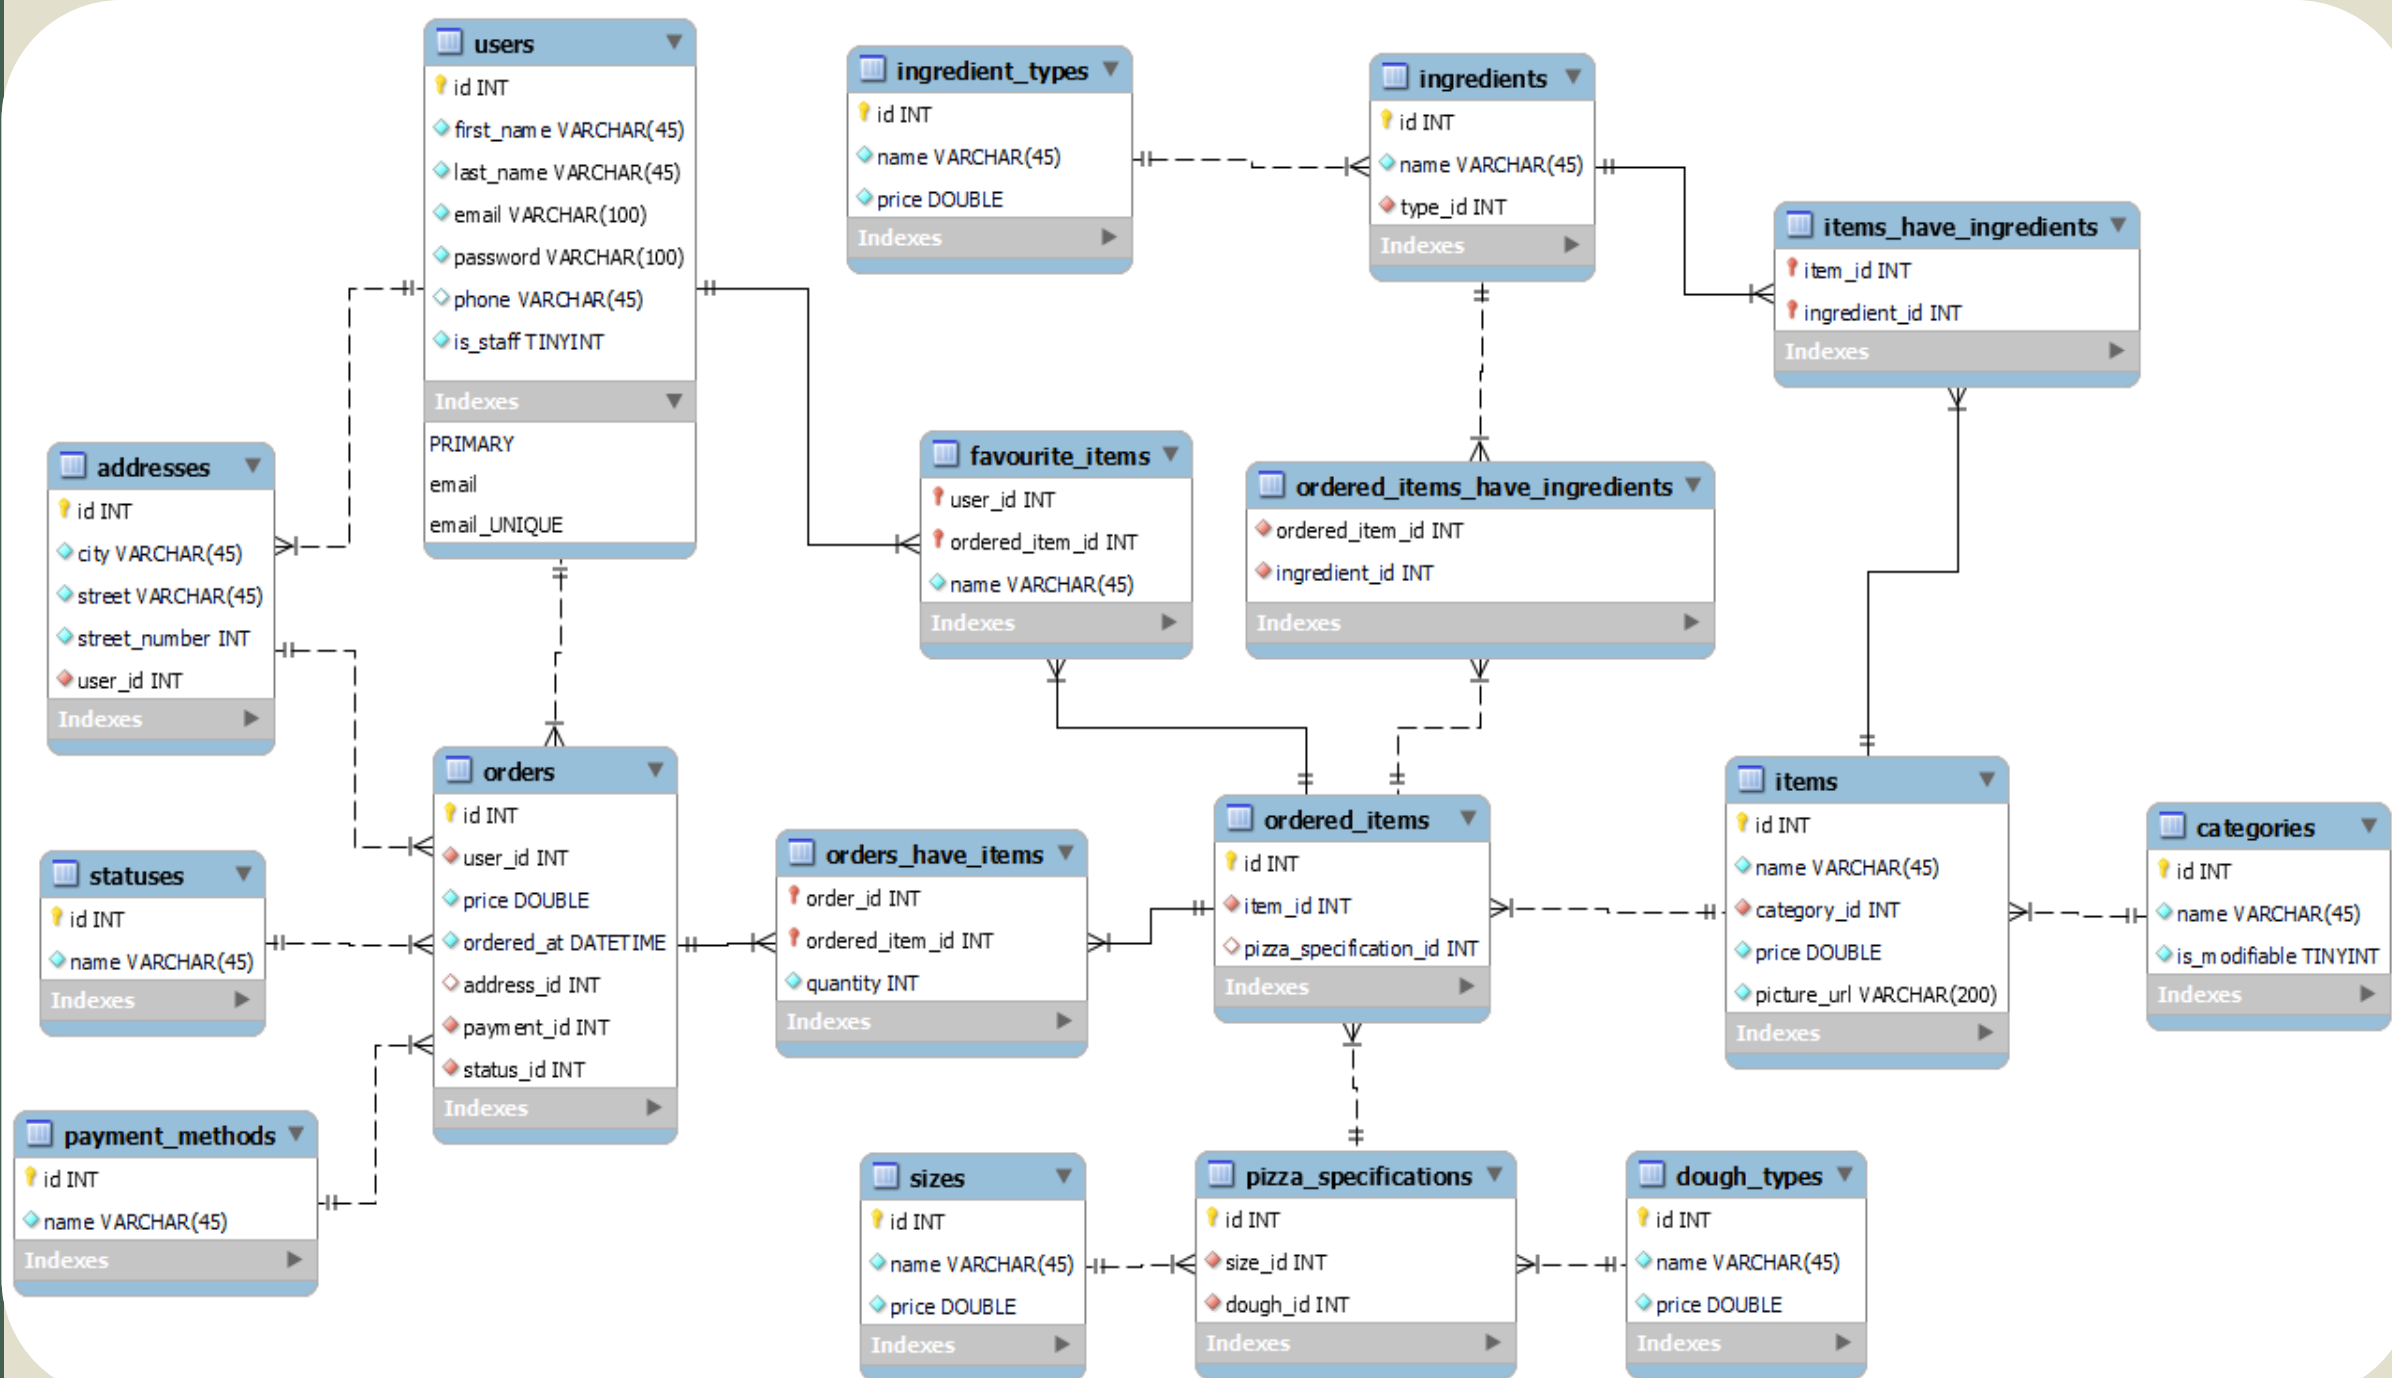 users
id INT
first_name VARCHAR(45)
last_name VARCHAR(45)
email VARCHAR(100)
password VARCHAR(100)
phone VARCHAR(45)
is_staff TINYINT
Indexes
PRIMARY
email
email_UNIQUE
ingredient_types
id INT
name VARCHAR(45)
price DOUBLE
Indexes
ingredients
id INT
name VARCHAR(45)
type_id INT
Indexes
items_have_ingredients
item_id INT
ingredient_id INT
Indexes
addresses
id INT
city VARCHAR(45)
street VARCHAR(45)
street_number INT
user_id INT
Indexes
favourite_items
user_id INT
ordered_item_id INT
name VARCHAR(45)
Indexes
ordered_items_have_ingredients
ordered_item_id INT
ingredient_id INT
Indexes
orders
id INT
user_id INT
price DOUBLE
ordered_at DATETIME
address_id INT
payment_id INT
status_id INT
Indexes
statuses
id INT
name VARCHAR(45)
Indexes
orders_have_items
order_id INT
ordered_item_id INT
quantity INT
Indexes
ordered_items
id INT
item_id INT
pizza_specification_id INT
Indexes
items
id INT
name VARCHAR(45)
category_id INT
price DOUBLE
picture_url VARCHAR(200)
Indexes
categories
id INT
name VARCHAR(45)
is_modifiable TINYINT
Indexes
payment_methods
id INT
name VARCHAR(45)
Indexes
sizes
id INT
name VARCHAR(45)
price DOUBLE
Indexes
pizza_specifications
id INT
size_id INT
dough_id INT
Indexes
dough_types
id INT
name VARCHAR(45)
price DOUBLE
Indexes